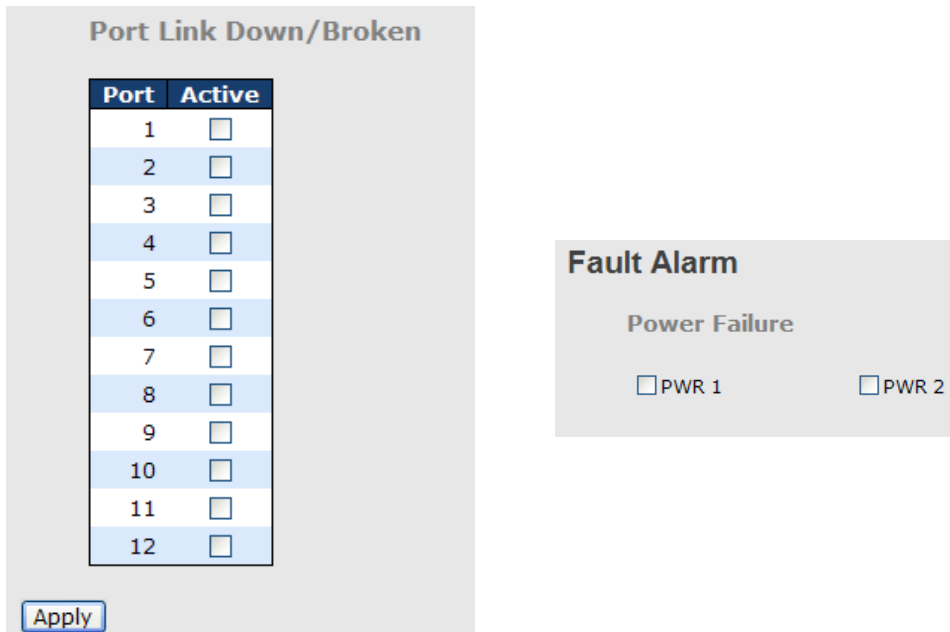 Port Link Down/Broken
Port Active
1
2
3
4
5
6
7
8
9
10
11
12
Apply
Fault Alarm
Power Failure
PWR 1 PWR 2